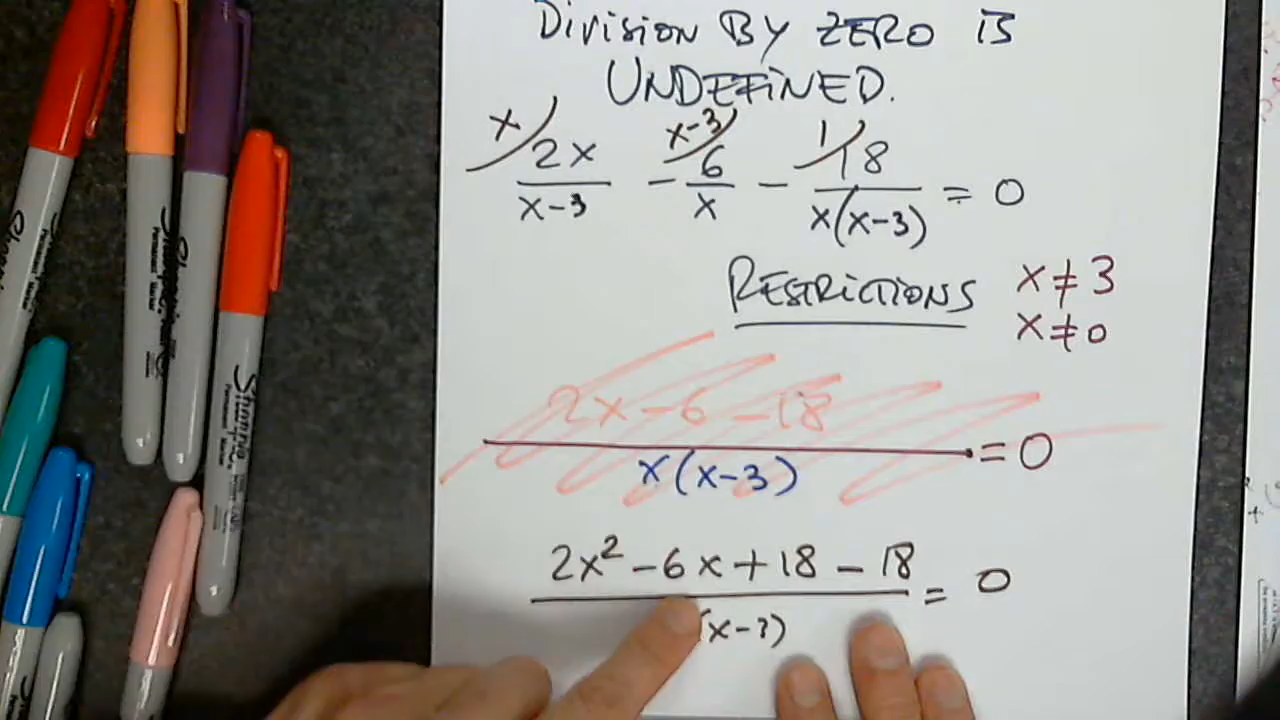 Division By ZERO is
UNDEFINED.
x x-3 1
2x/(x-3) - 6/x - 18/(x(x-3)) = 0
RESTRICTIONS x ≠ 3
x ≠ 0
2x - 6 - 18
x(x-3) = 0
2x² - 6x + 18 - 18 = 0
(x-3)
Sharpie